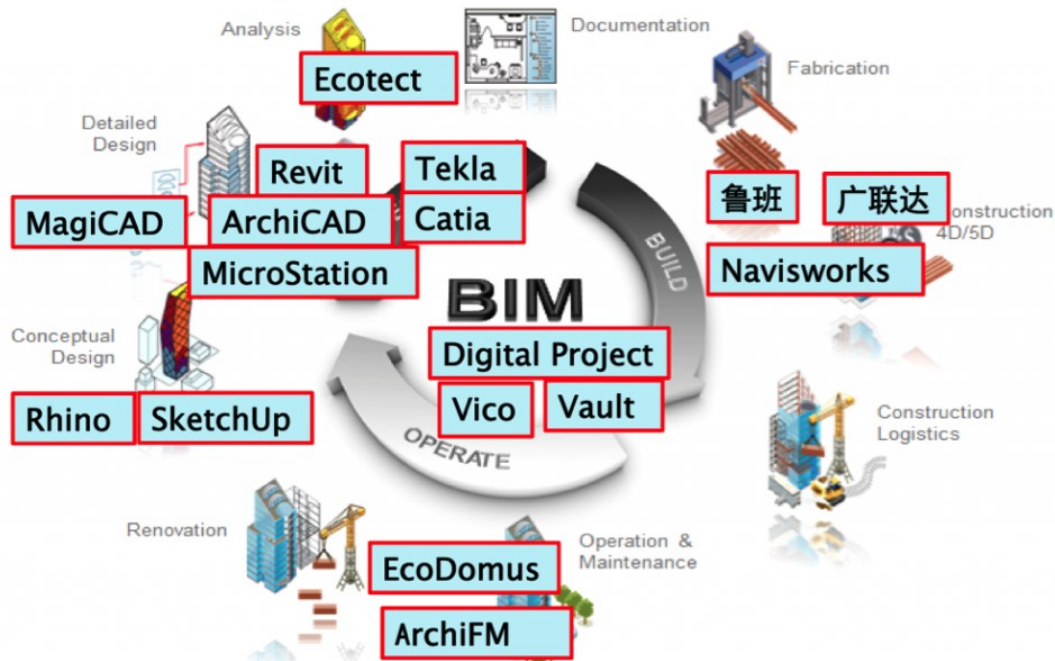 Analysis
Documentation
Ecotect
Fabrication
Detailed
Design
Revit
Tekla
鲁班
广联达
MagiCAD
ArchiCAD
Catia
onstruction
4D/5D
MicroStation
BUILD
Navisworks
BIM
Conceptual
Design
Digital Project
Rhino
SketchUp
Vico
Vault
OPERATE
Construction
Logistics
Renovation
Operation &
Maintenance
EcoDomus
ArchiFM